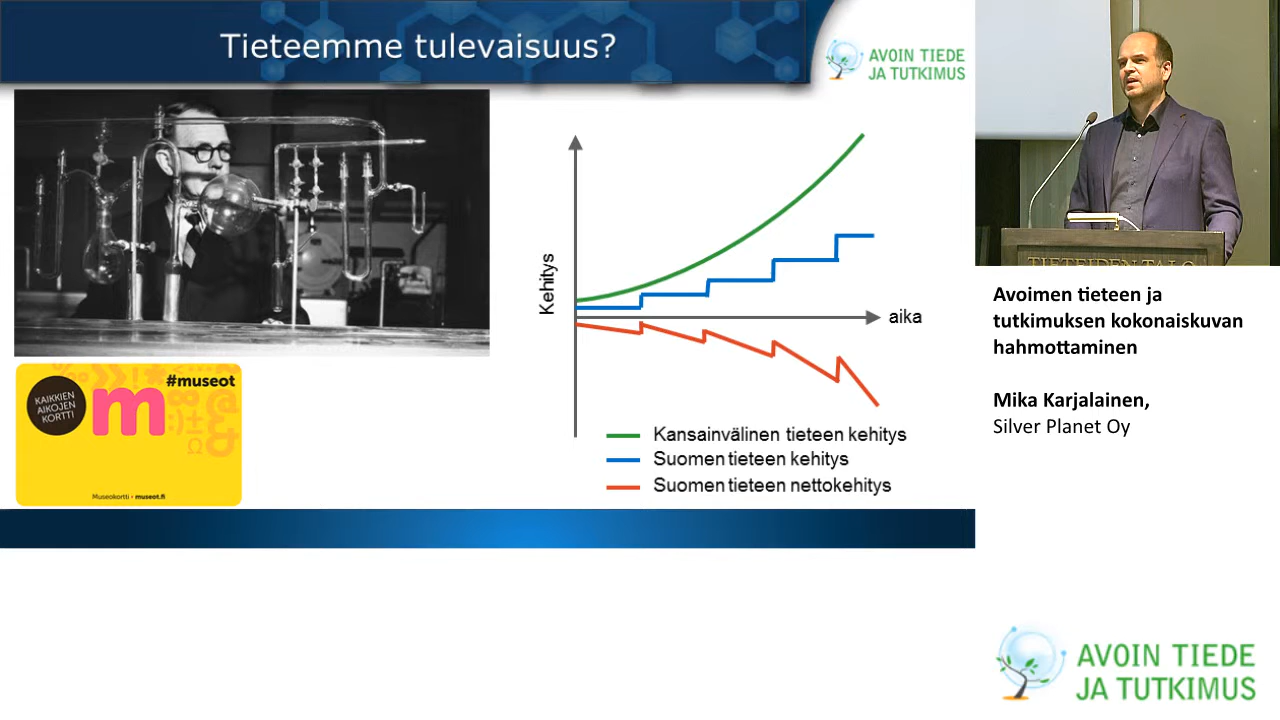 Tieteemme tulevaisuus?
AVOIN TIEDE
JA TUTKIMUS
#museot
KAIKKIEN
AIKOJEN
KORTTI
m
Museokortti • museot.fi
Kehitys
aika
Kansainvälinen tieteen kehitys
Suomen tieteen kehitys
Suomen tieteen nettokehitys
TIETEIDEN TALO
Avoimen tieteen ja
tutkimuksen kokonaiskuvan
hahmottaminen
Mika Karjalainen,
Silver Planet Oy
AVOIN TIEDE
JA TUTKIMUS